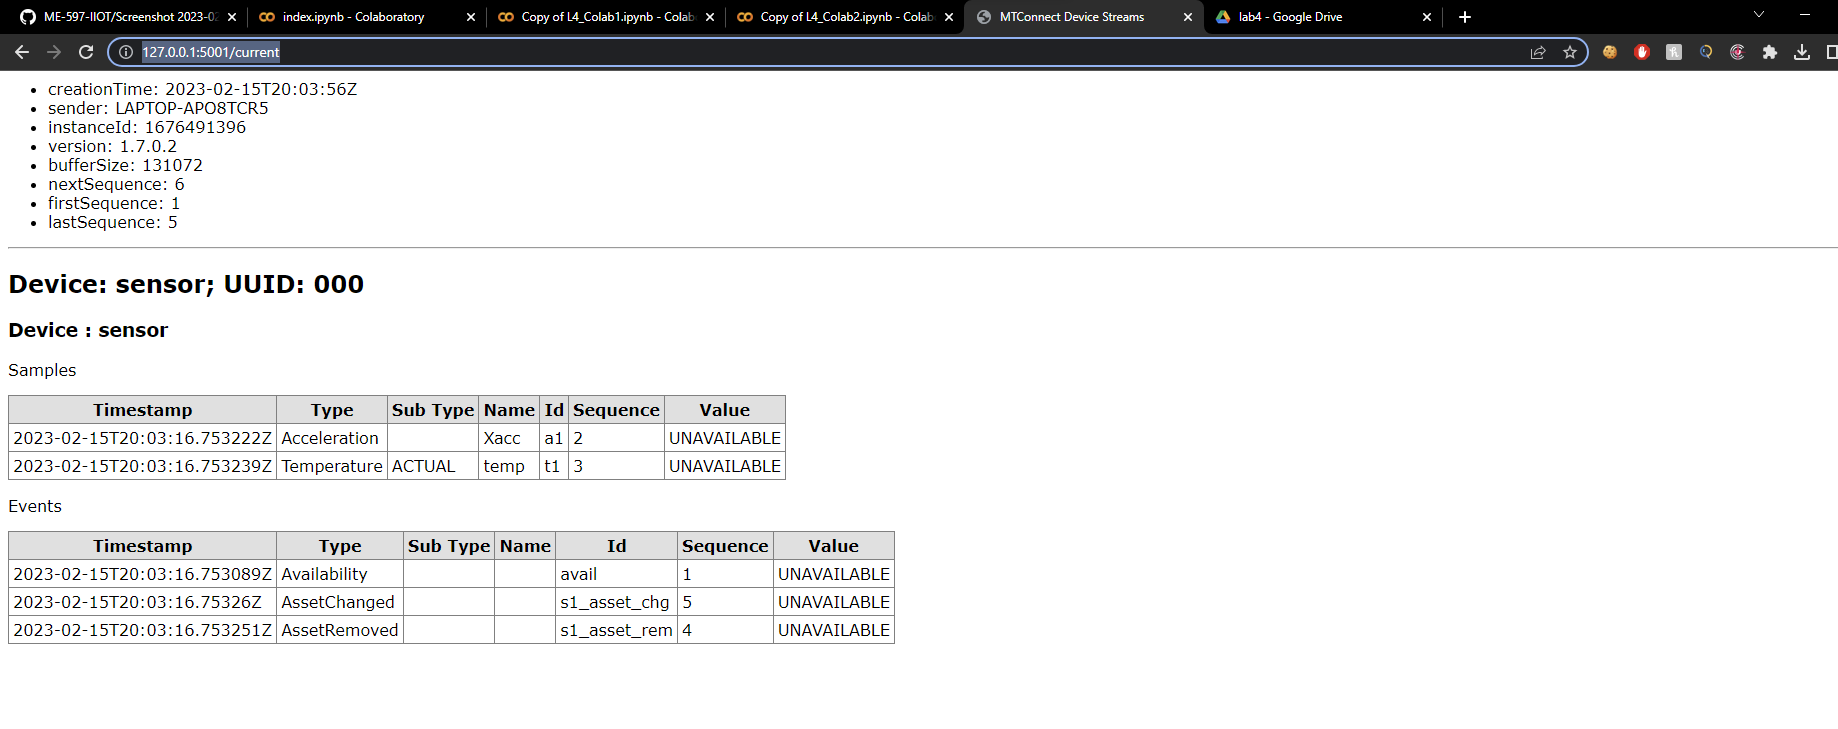 ME-597-IIOT/Screenshot 2023-02
index.ipynb - Colaboratory
Copy of L4_Colab1.ipynb - Colab
Copy of L4_Colab2.ipynb - Colab
MTConnect Device Streams
lab4 - Google Drive
127.0.0.1:5001/current
creationTime: 2023-02-15T20:03:56Z
sender: LAPTOP-APO8TCR5
instanceId: 1676491396
version: 1.7.0.2
bufferSize: 131072
nextSequence: 6
firstSequence: 1
lastSequence: 5
Device: sensor; UUID: 000
Device : sensor
Samples
Timestamp Type Sub Type Name Id Sequence Value
2023-02-15T20:03:16.753222Z Acceleration Xacc a1 2 UNAVAILABLE
2023-02-15T20:03:16.753239Z Temperature ACTUAL temp t1 3 UNAVAILABLE
Events
Timestamp Type Sub Type Name Id Sequence Value
2023-02-15T20:03:16.753089Z Availability avail 1 UNAVAILABLE
2023-02-15T20:03:16.75326Z AssetChanged s1_asset_chg 5 UNAVAILABLE
2023-02-15T20:03:16.753251Z AssetRemoved s1_asset_rem 4 UNAVAILABLE